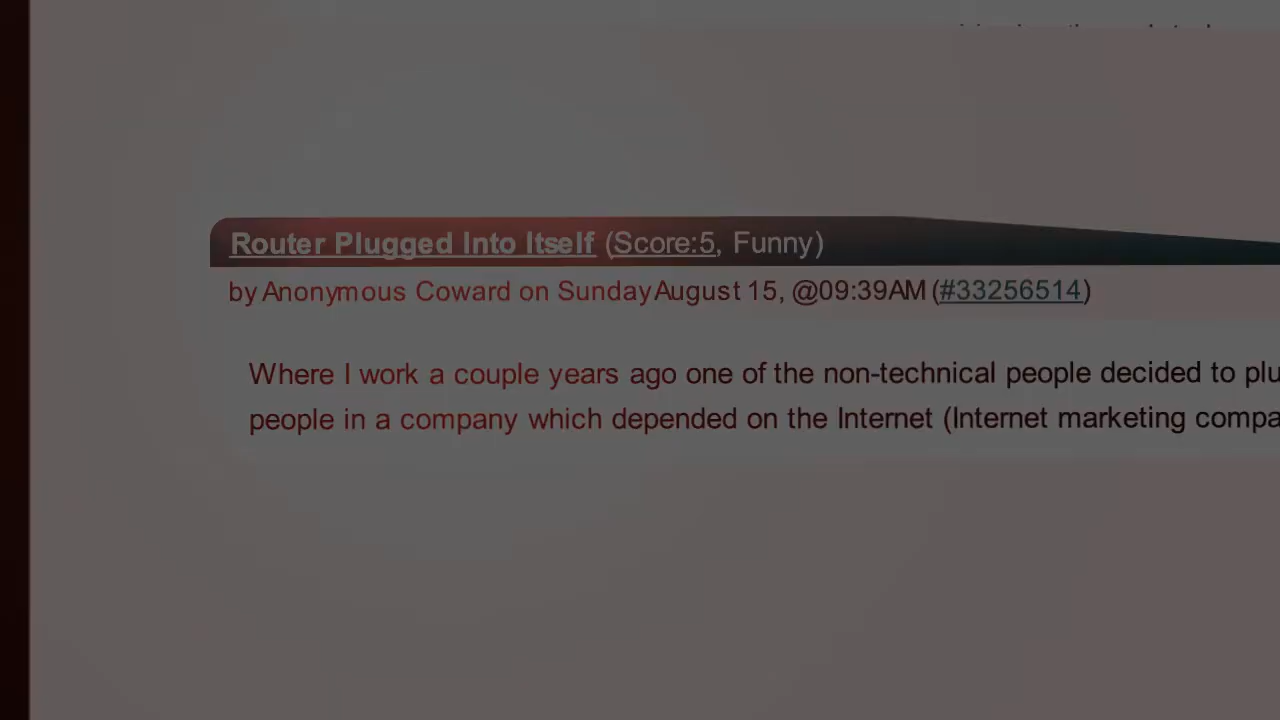 Router Plugged Into Itself (Score:5, Funny)
by Anonymous Coward on Sunday August 15, @09:39AM (#33256514)
Where I work a couple years ago one of the non-technical people decided to plu
people in a company which depended on the Internet (Internet marketing compa